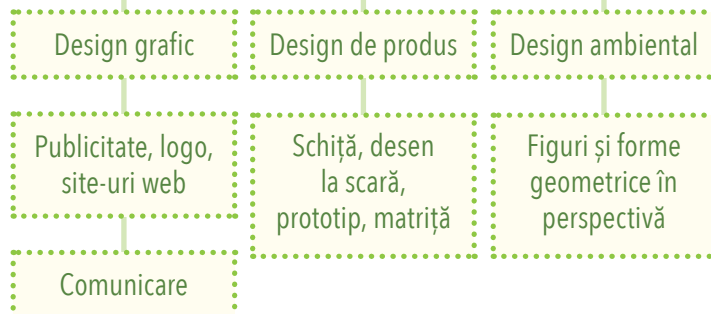 Design grafic
Design de produs
Design ambiental
Publicitate, logo,
site-uri web
Schiță, desen
la scară,
prototip, matriță
Figuri și forme
geometrice în
perspectivă
Comunicare